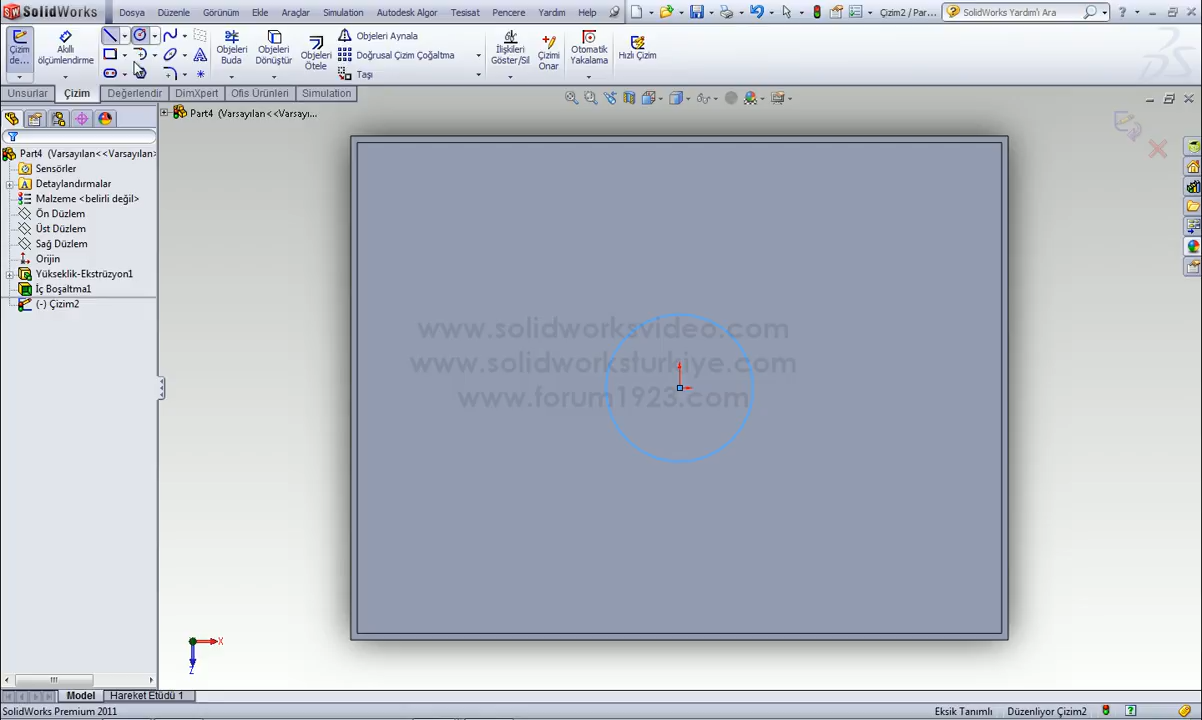 SolidWorks
Dosya Düzenle Görünüm Ekle Araçlar Simulation Autodesk Algor Tesisat Pencere Yardım Help
Çizim2 / Par...
SolidWorks Yardım'ı Ara
Çizim de...
Akıllı ölçümlendirme
Objeleri Buda
Objeleri Dönüştür
Objeleri Ötele
Objeleri Aynala
Doğrusal Çizim Çoğaltma
Taşı
İlişkileri Göster/Sil
Çizimi Onar
Otomatik Yakalama
Hızlı Çizim
Unsurlar Çizim Değerlendir DimXpert Ofis Ürünleri Simulation
Part4 (Varsayılan<<Varsayı...
Part4 (Varsayılan<<Varsayılan>
Sensörler
Detaylandırmalar
Malzeme <belirli değil>
Ön Düzlem
Üst Düzlem
Sağ Düzlem
Orijin
Yükseklik-Ekstrüzyon1
İç Boşaltma1
(-) Çizim2
www.solidworksvideo.com
www.solidworksturkiye.com
www.forum1923.com
X
Z
Model Hareket Etüdü 1
SolidWorks Premium 2011
Eksik Tanımlı Düzenliyor Çizim2